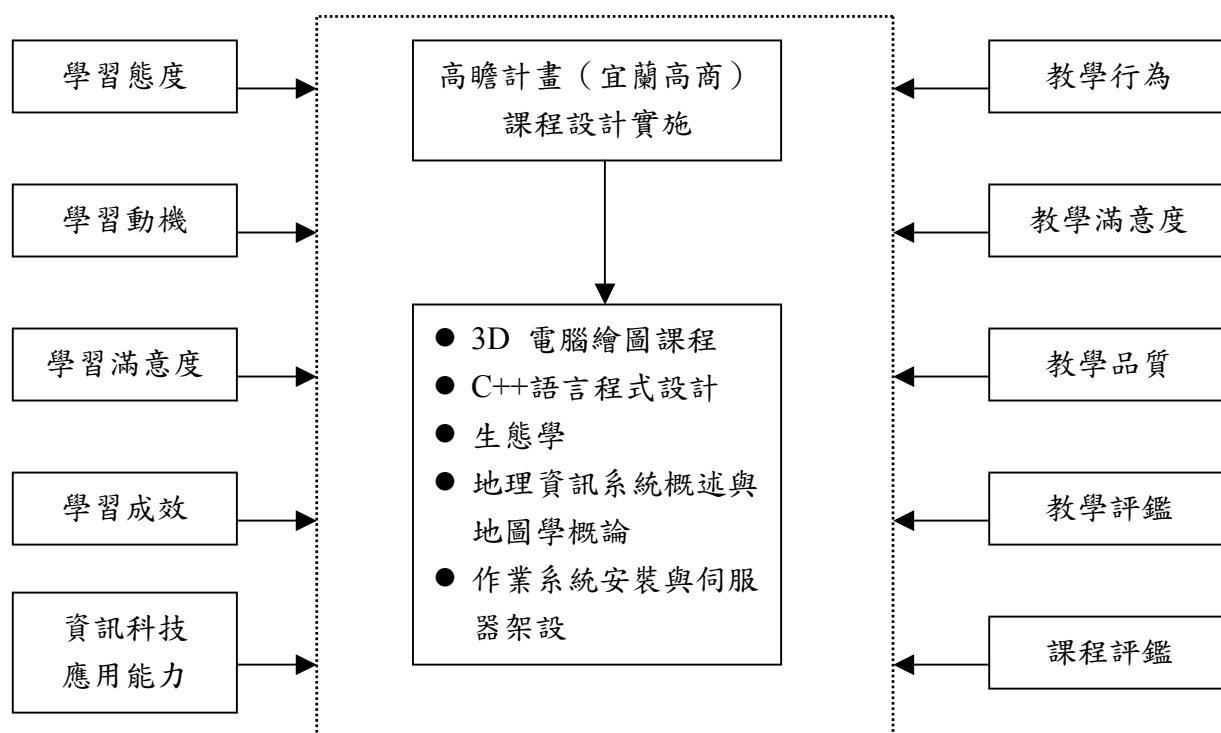 學習態度
學習動機
學習滿意度
學習成效
資訊科技
應用能力
高瞻計畫（宜蘭高商）
課程設計實施
● 3D 電腦繪圖課程
● C++語言程式設計
● 生態學
● 地理資訊系統概述與
地圖學概論
● 作業系統安裝與伺服
器架設
教學行為
教學滿意度
教學品質
教學評鑑
課程評鑑